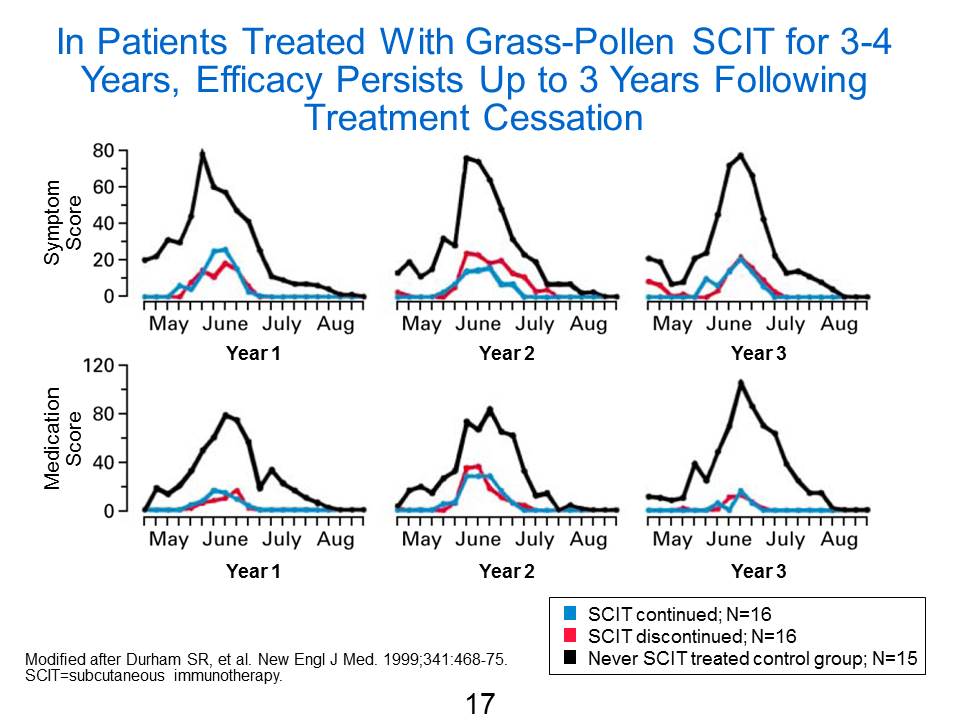 In Patients Treated With Grass-Pollen SCIT for 3-4
Years, Efficacy Persists Up to 3 Years Following
Treatment Cessation
Symptom
Score
80
60
40
20
0
May June July Aug
May June July Aug
May June July Aug
Year 1
Year 2
Year 3
Medication
Score
120
80
40
0
May June July Aug
May June July Aug
May June July Aug
Year 1
Year 2
Year 3
SCIT continued; N=16
SCIT discontinued; N=16
Never SCIT treated control group; N=15
Modified after Durham SR, et al. New Engl J Med. 1999;341:468-75.
SCIT=subcutaneous immunotherapy.
17